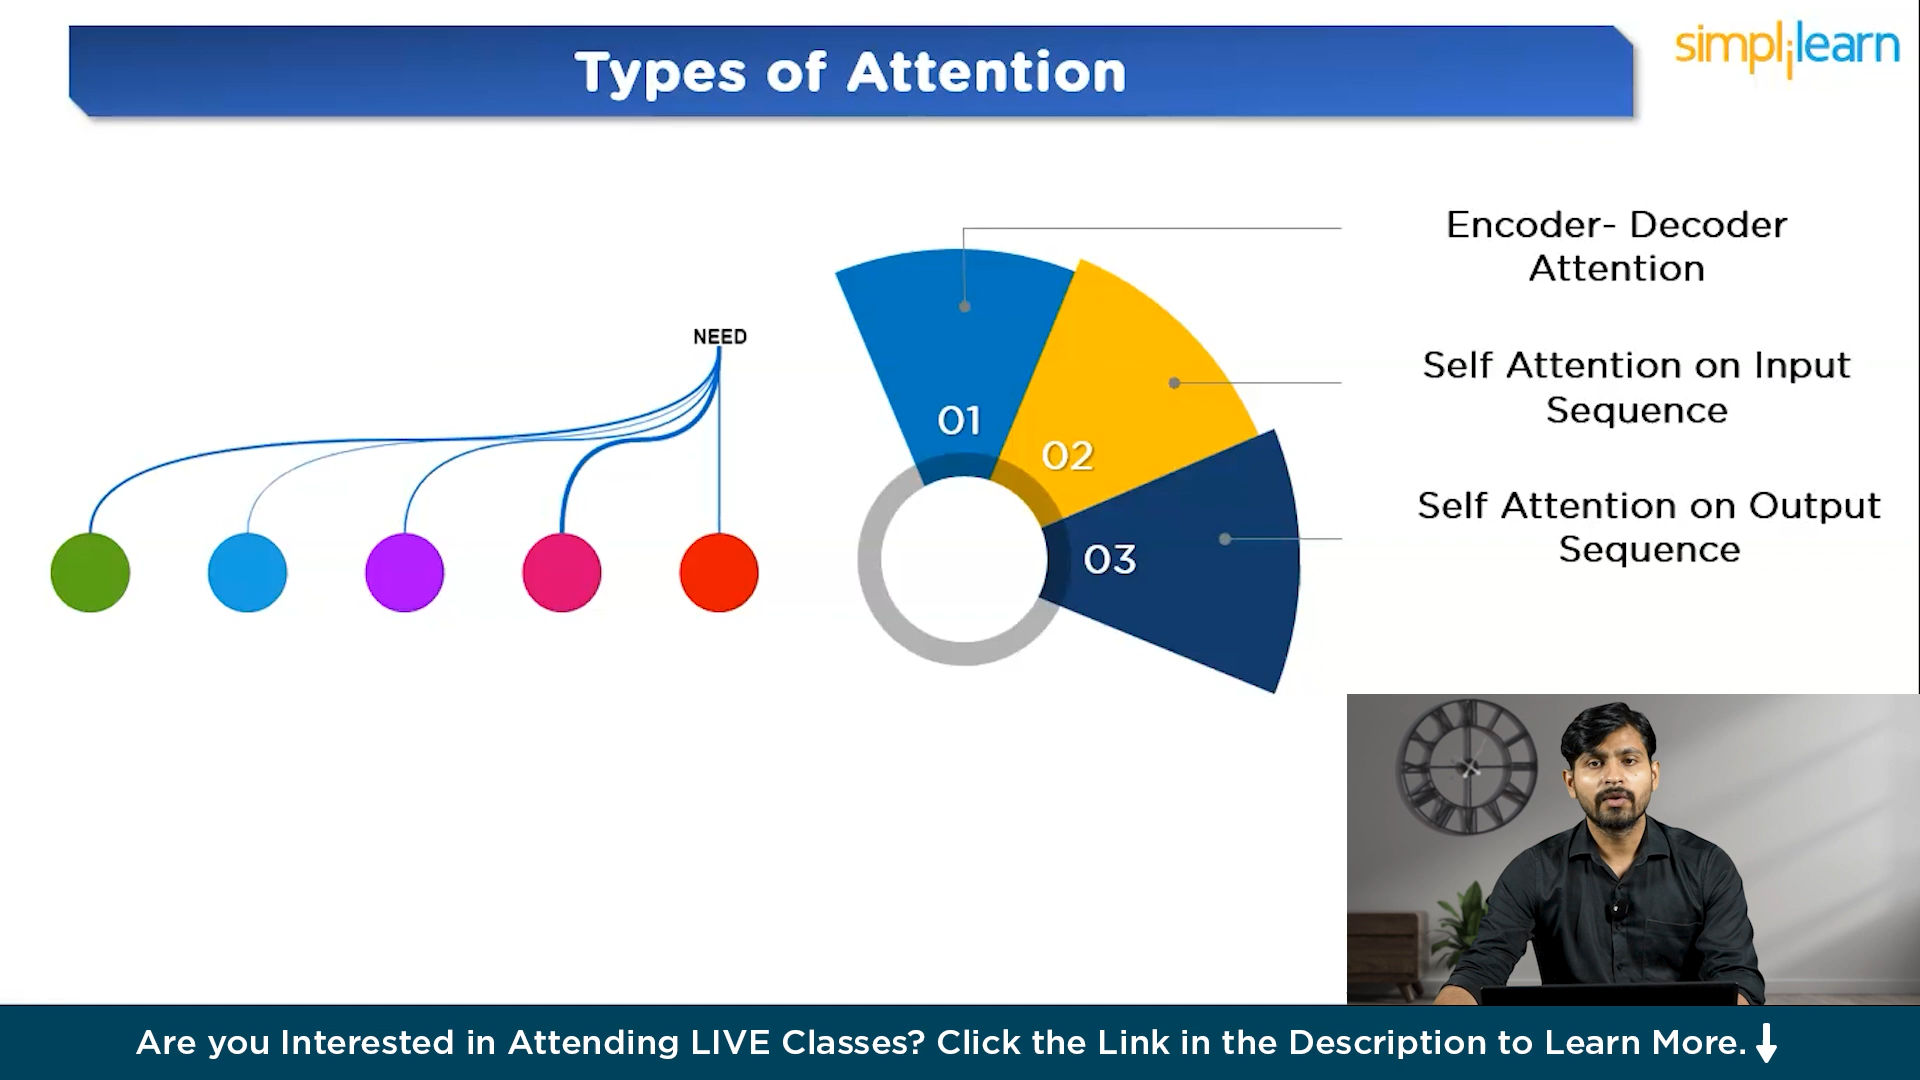 Types of Attention
simplilearn
Encoder- Decoder
Attention
NEED
Self Attention on Input
Sequence
01
02
Self Attention on Output
Sequence
03
Are you Interested in Attending LIVE Classes? Click the Link in the Description to Learn More.